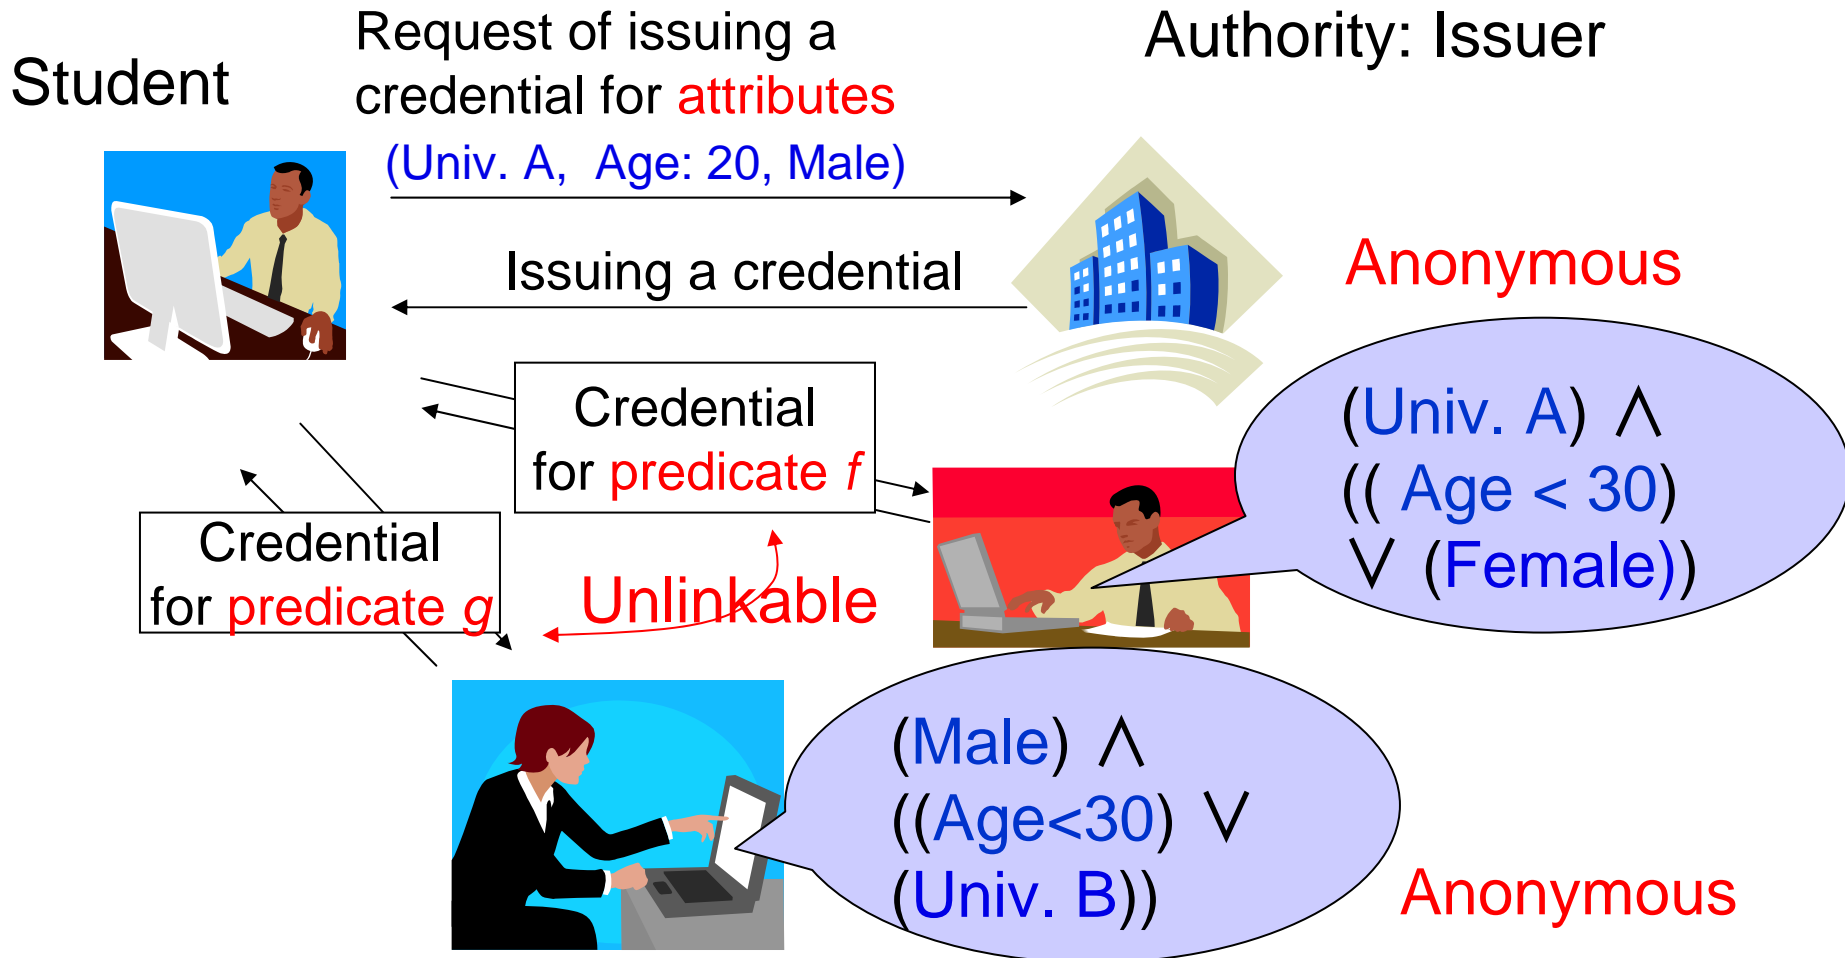 Student
Request of issuing a
credential for attributes
(Univ. A, Age: 20, Male)
Authority: Issuer
Issuing a credential
Anonymous
Credential
for predicate f
(Univ. A) ∧
(( Age < 30)
∨ (Female))
Credential
for predicate g
Unlinkable
(Male) ∧
((Age<30) ∨
(Univ. B))
Anonymous